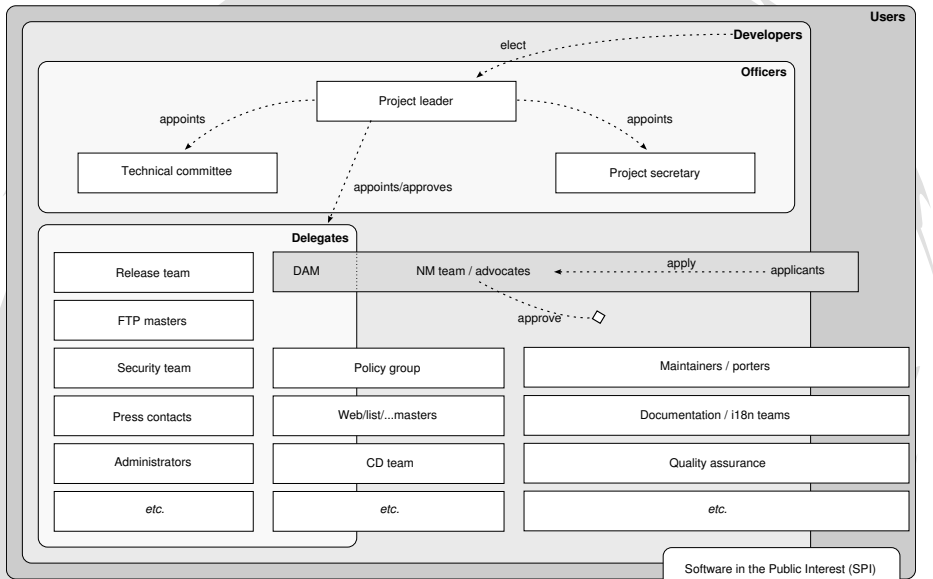 Users
Developers
elect
Officers
Project leader
appoints
appoints
Technical committee
Project secretary
appoints/approves
Delegates
Release team
DAM
NM team / advocates
apply
applicants
FTP masters
approve
Security team
Policy group
Maintainers / porters
Press contacts
Web/list/...masters
Documentation / i18n teams
Administrators
CD team
Quality assurance
etc.
etc.
etc.
Software in the Public Interest (SPI)